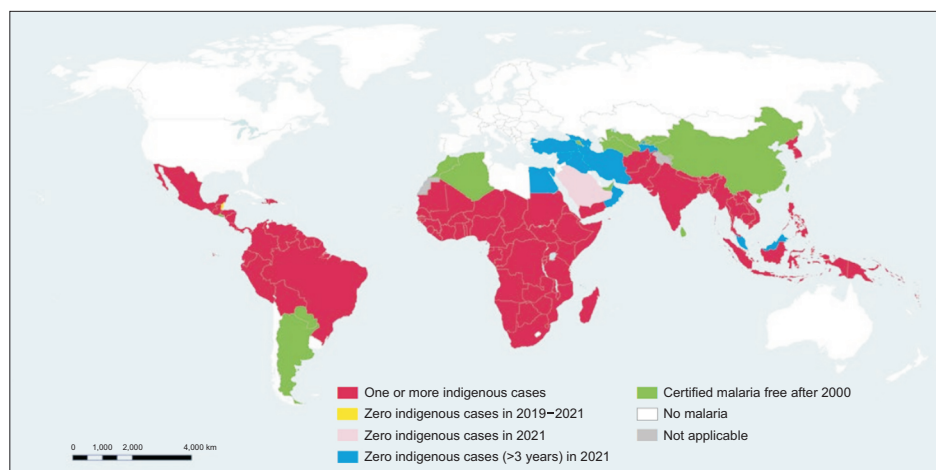 One or more indigenous cases
Zero indigenous cases in 2019−2021
Zero indigenous cases in 2021
Zero indigenous cases (>3 years) in 2021
Certified malaria free after 2000
No malaria
Not applicable
0 1,000 2,000 4,000 km